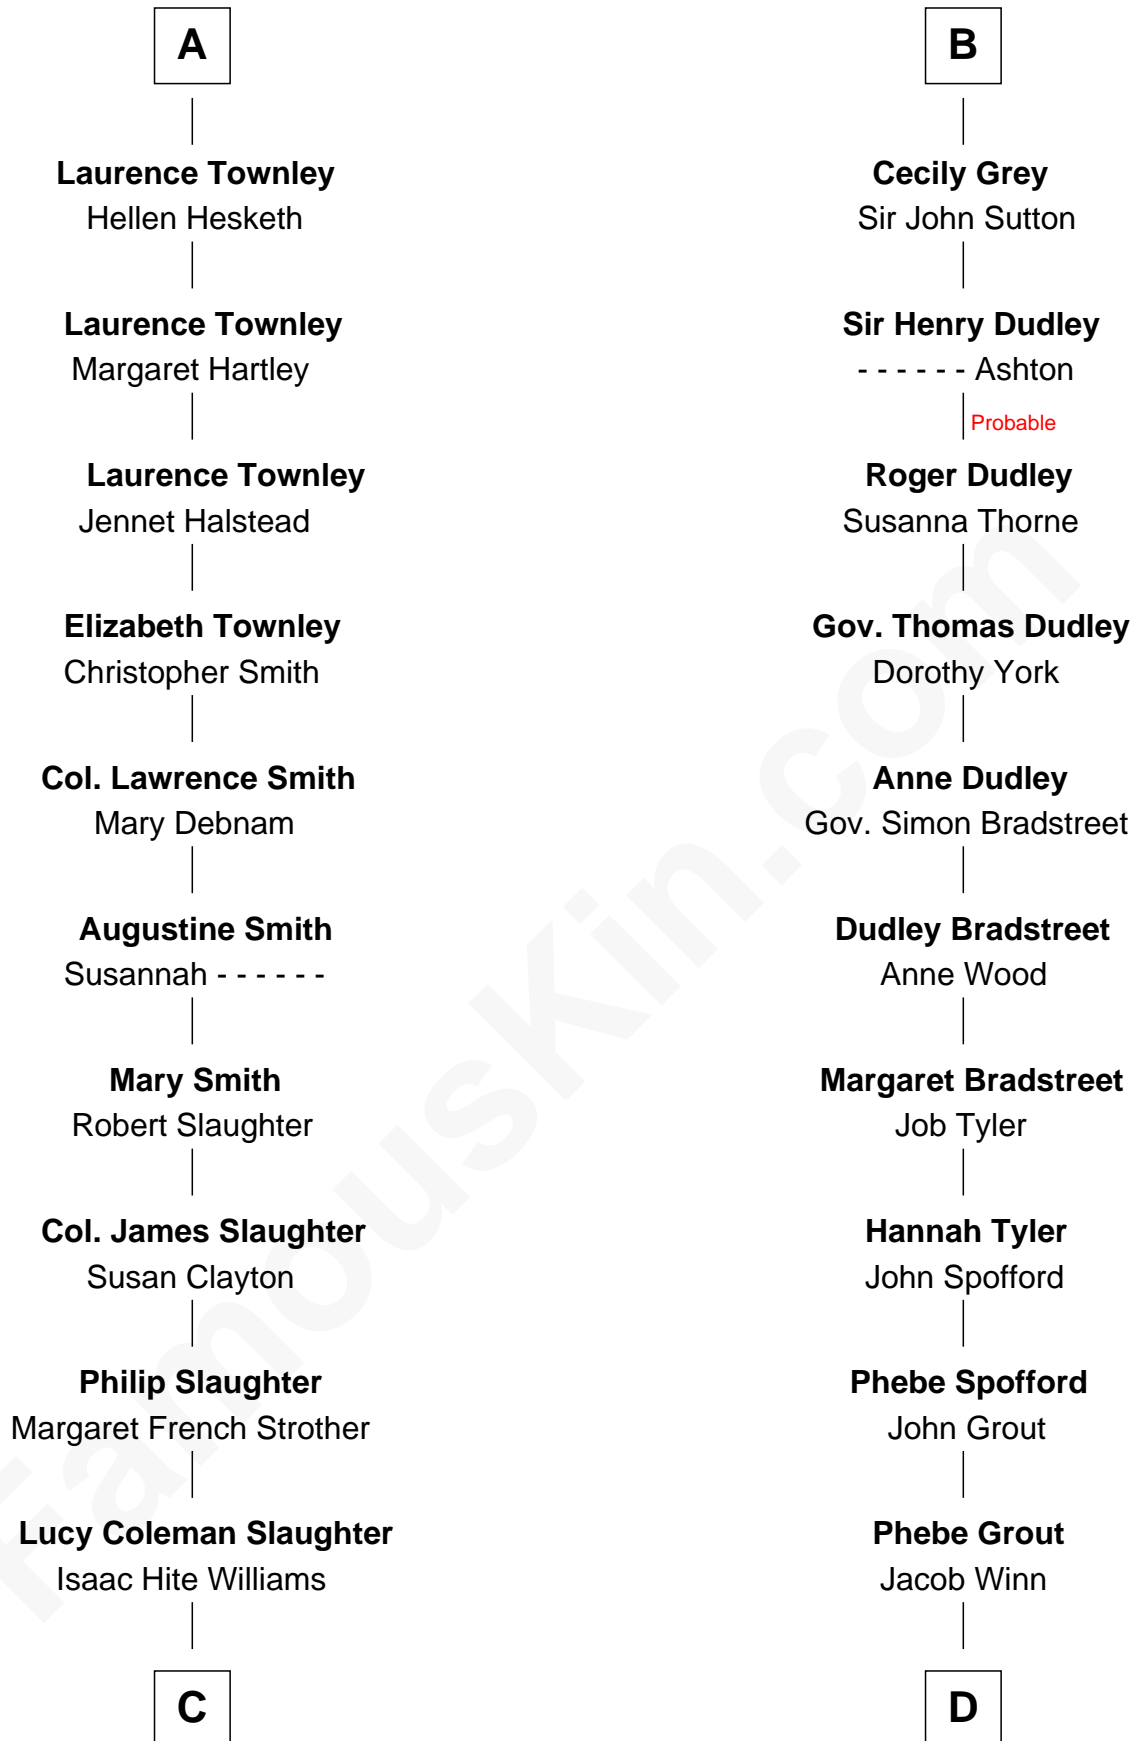 A
Laurence Townley
Hellen Hesketh
Laurence Townley
Margaret Hartley
Laurence Townley
Jennet Halstead
Elizabeth Townley
Christopher Smith
Col. Lawrence Smith
Mary Debnam
Augustine Smith
Susannah - - - - - -
Mary Smith
Robert Slaughter
Col. James Slaughter
Susan Clayton
Philip Slaughter
Margaret French Strother
Lucy Coleman Slaughter
Isaac Hite Williams
C
B
Cecily Grey
Sir John Sutton
Sir Henry Dudley
- - - - - - Ashton
Probable
Roger Dudley
Susanna Thorne
Gov. Thomas Dudley
Dorothy York
Anne Dudley
Gov. Simon Bradstreet
Dudley Bradstreet
Anne Wood
Margaret Bradstreet
Job Tyler
Hannah Tyler
John Spofford
Phebe Spofford
John Grout
Phebe Grout
Jacob Winn
D
FamousKin.com